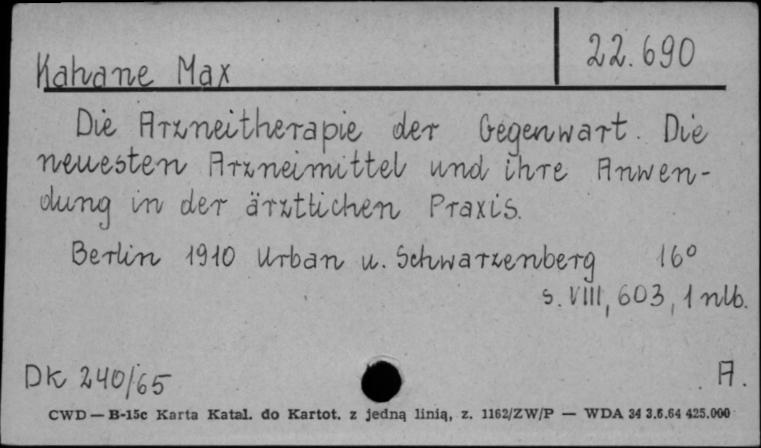 22.690
Kahane Max
Die Arzneitherapie der Gegenwart. Die
neuesten Arzneimittel und ihre Anwen-
dung in der ärztlichen Praxis.
Berlin 1910 Urban u. Schwarzenberg 16°
s. VIII, 603, 1 nlb.
DK 240/65 A.
CWD — B-15c Karta Katal. do Kartot. z jedną linią, z. 1162/ZW/P — WDA 34 3.6.64 425.000